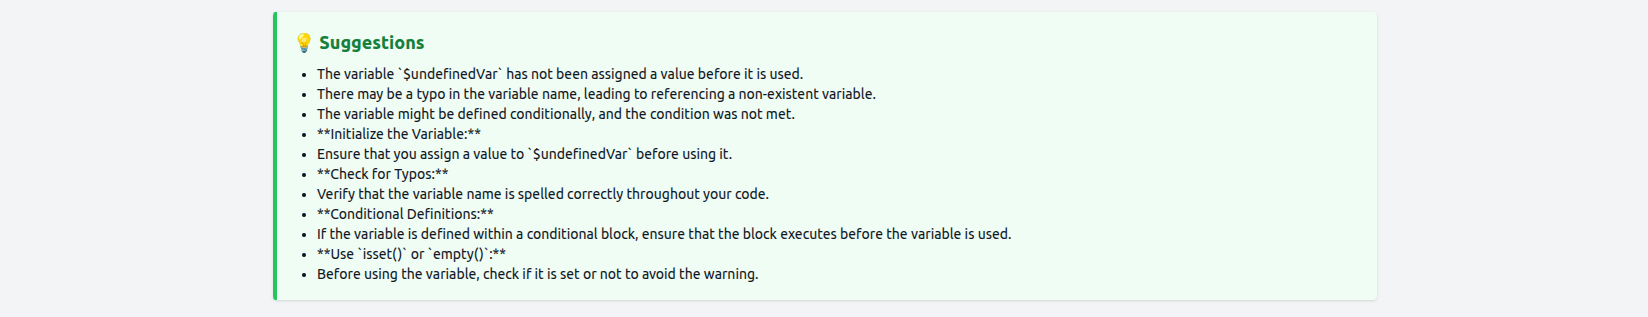 💡 Suggestions
• The variable `$undefinedVar` has not been assigned a value before it is used.
• There may be a typo in the variable name, leading to referencing a non-existent variable.
• The variable might be defined conditionally, and the condition was not met.
• **Initialize the Variable:**
• Ensure that you assign a value to `$undefinedVar` before using it.
• **Check for Typos:**
• Verify that the variable name is spelled correctly throughout your code.
• **Conditional Definitions:**
• If the variable is defined within a conditional block, ensure that the block executes before the variable is used.
• **Use `isset()` or `empty()`:**
• Before using the variable, check if it is set or not to avoid the warning.